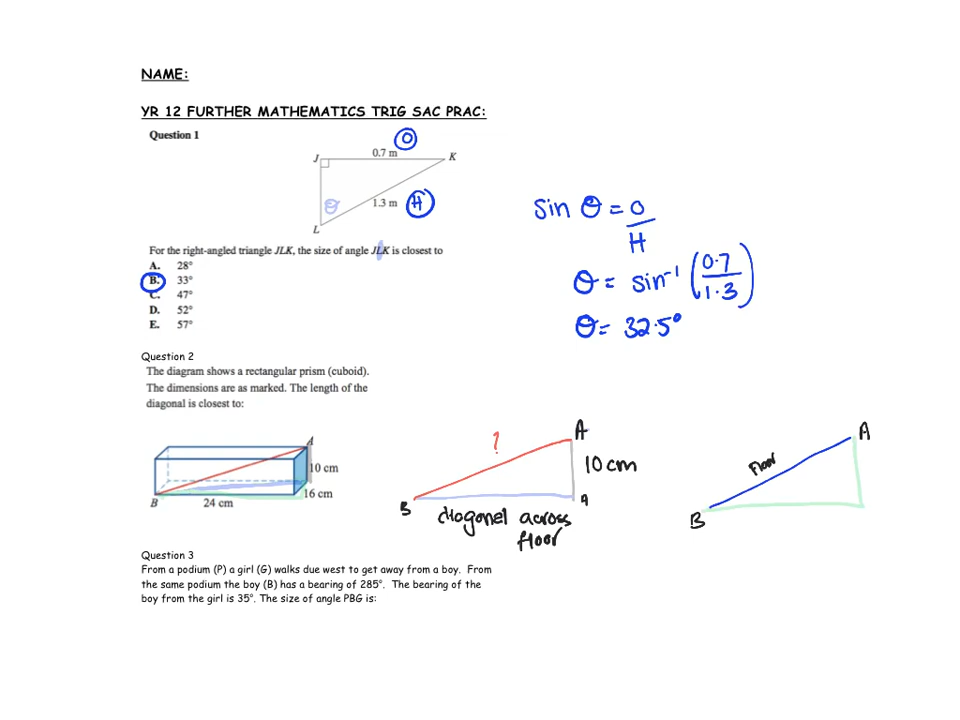 NAME:
YR 12 FURTHER MATHEMATICS TRIG SAC PRAC:
Question 1
O
J
0.7 m
K
θ
1.3 m
H
L
sin θ = O
H
For the right-angled triangle JLK, the size of angle JLK is closest to
A. 28°
B. 33°
C. 47°
D. 52°
E. 57°
θ = sin⁻¹ (0.7/1.3)
θ = 32.5°
Question 2
The diagram shows a rectangular prism (cuboid).
The dimensions are as marked. The length of the
diagonal is closest to:
A
10 cm
16 cm
B
24 cm
?
A
10 cm
B
A
diagonel across
floor
A
Floor
B
Question 3
From a podium (P) a girl (G) walks due west to get away from a boy. From
the same podium the boy (B) has a bearing of 285°. The bearing of the
boy from the girl is 35°. The size of angle PBG is: